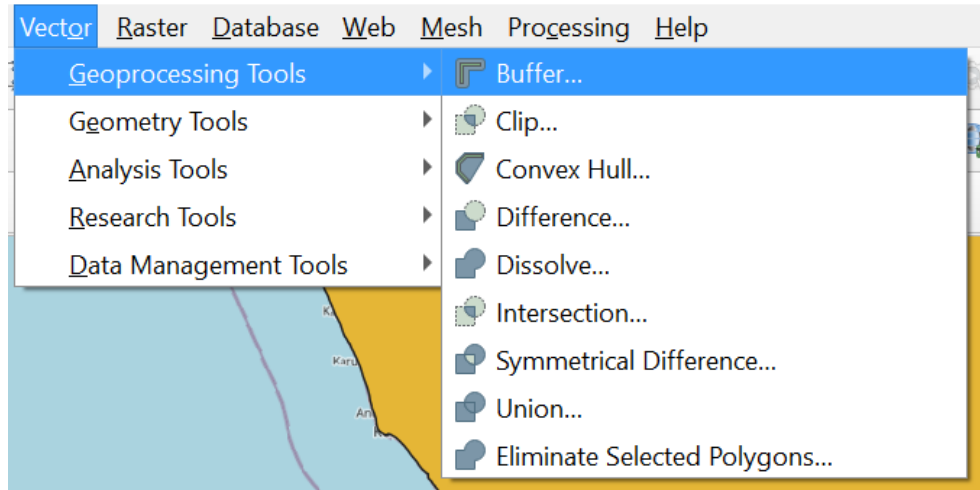 Vector Raster Database Web Mesh Processing Help
Geoprocessing Tools
Geometry Tools
Analysis Tools
Research Tools
Data Management Tools
Buffer...
Clip...
Convex Hull...
Difference...
Dissolve...
Intersection...
Symmetrical Difference...
Union...
Eliminate Selected Polygons...
Karu